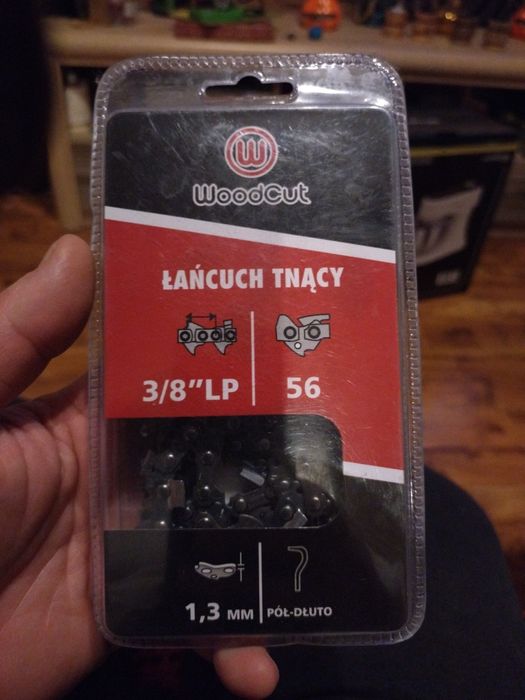 W
WOODCUT
ŁAŃCUCH TNĄCY
3/8”LP
56
1,3 MM
PÓŁ-DŁUTO